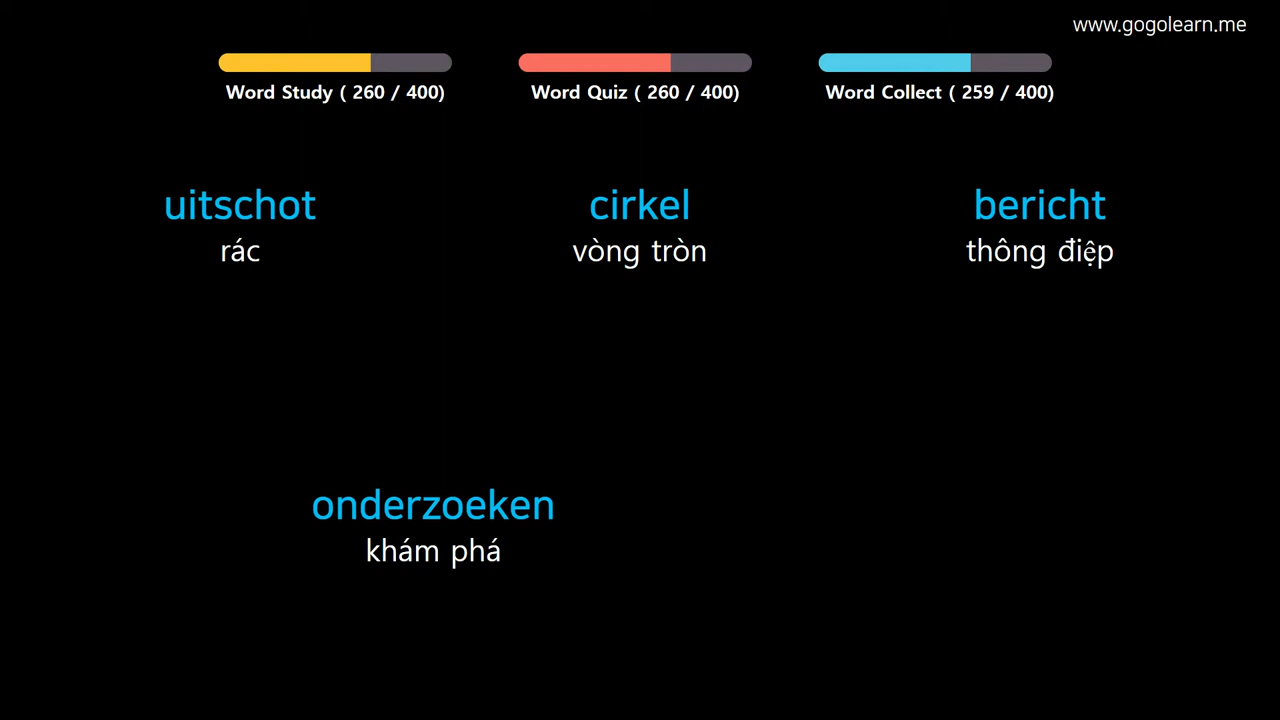 www.gogolearn.me
Word Study ( 260 / 400)
Word Quiz ( 260 / 400)
Word Collect ( 259 / 400)
uitschot
rác
cirkel
vòng tròn
bericht
thông điệp
onderzoeken
khám phá